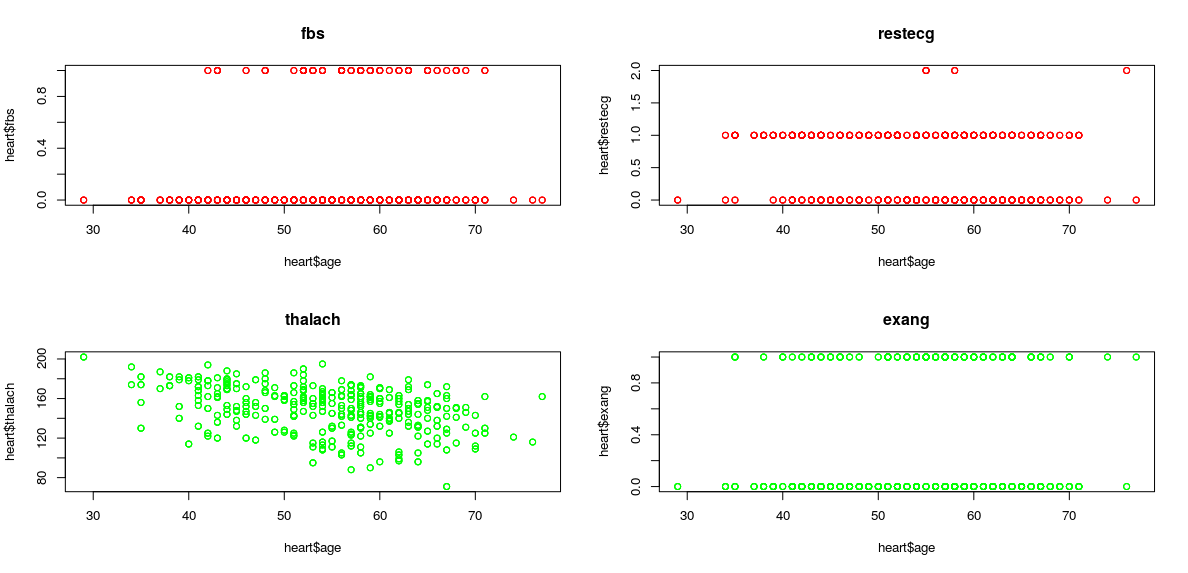 fbs
heart$fbs
0.8
0.4
0.0
30 40 50 60 70
heart$age
restecg
heart$restecg
2.0
1.5
1.0
0.5
0.0
30 40 50 60 70
heart$age
thalach
heart$thalach
200
160
120
80
30 40 50 60 70
heart$age
exang
heart$exang
0.8
0.4
0.0
30 40 50 60 70
heart$age